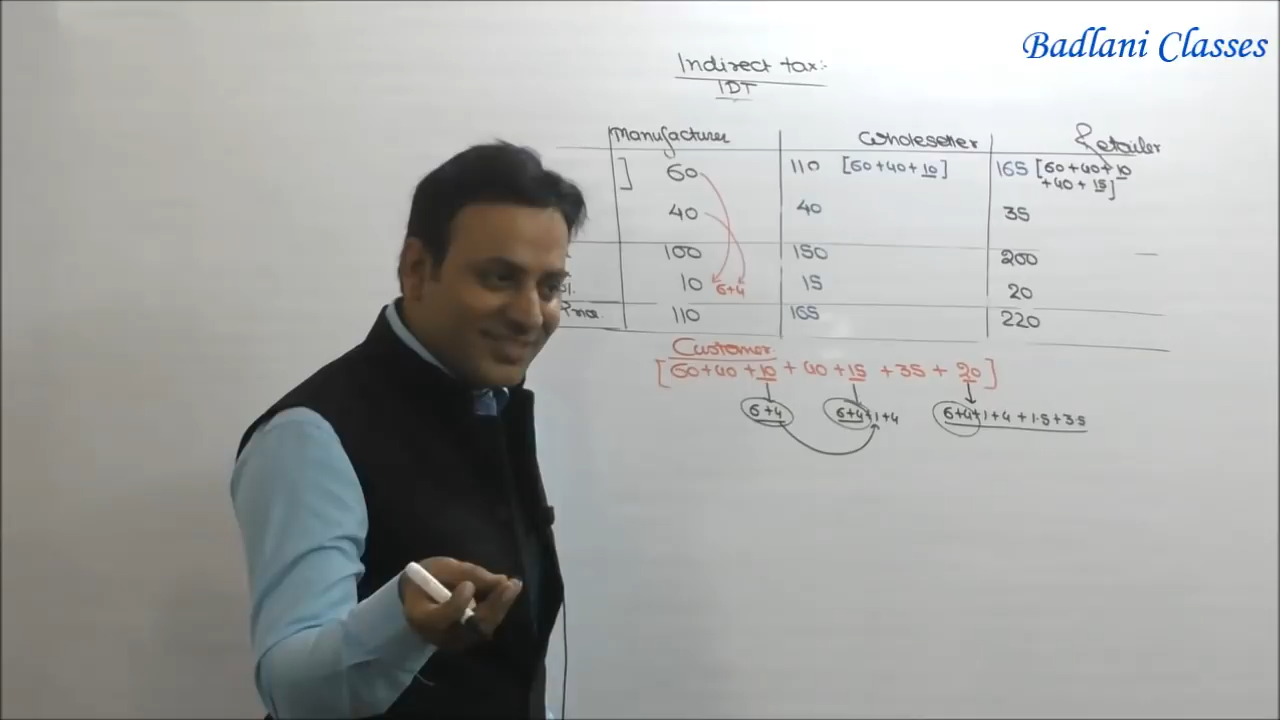 Badlani Classes
Indirect tax:-
IDT
Manufacturer Wholeseller Retailer
] 60 110 [60+40+10] 165 [60+40+10
+40+15]
40 40 35
100 150 200
10 6+4 15 20
Price. 110 165 220
Customer
[60+40+10+40+15+35+20]
6+4 6+4+1+4 6+4+1+4+1.5+3.5